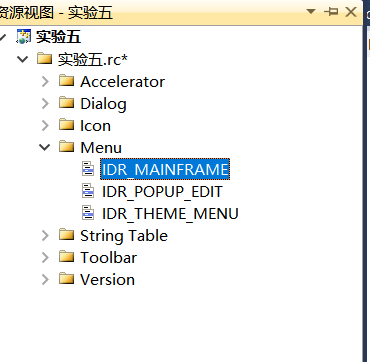 资源视图 - 实验五
实验五
实验五.rc*
Accelerator
Dialog
Icon
Menu
IDR_MAINFRAME
IDR_POPUP_EDIT
IDR_THEME_MENU
String Table
Toolbar
Version